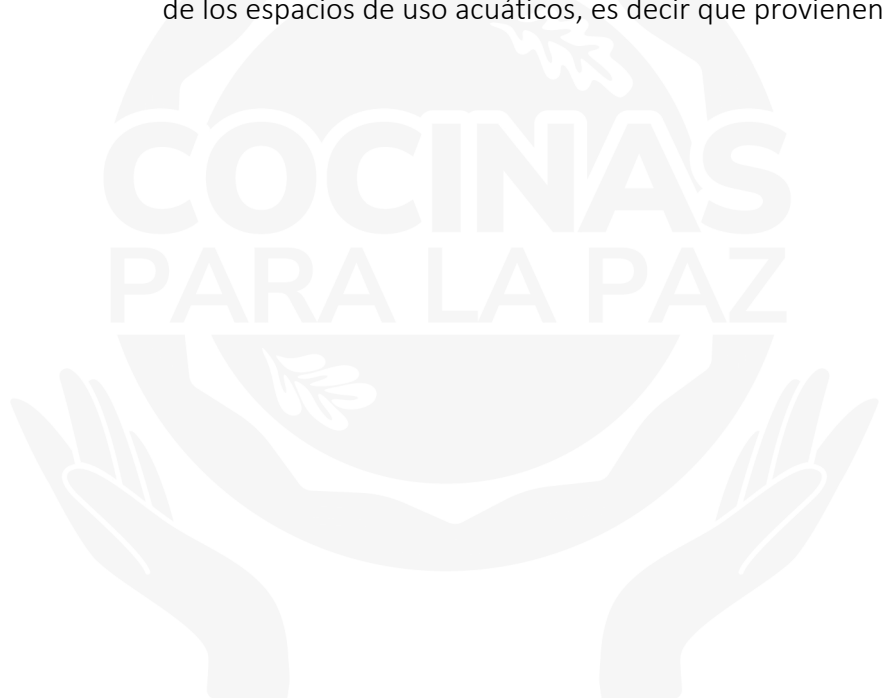 de los espacios de uso acuáticos, es decir que provienen
COCINAS
PARA LA PAZ